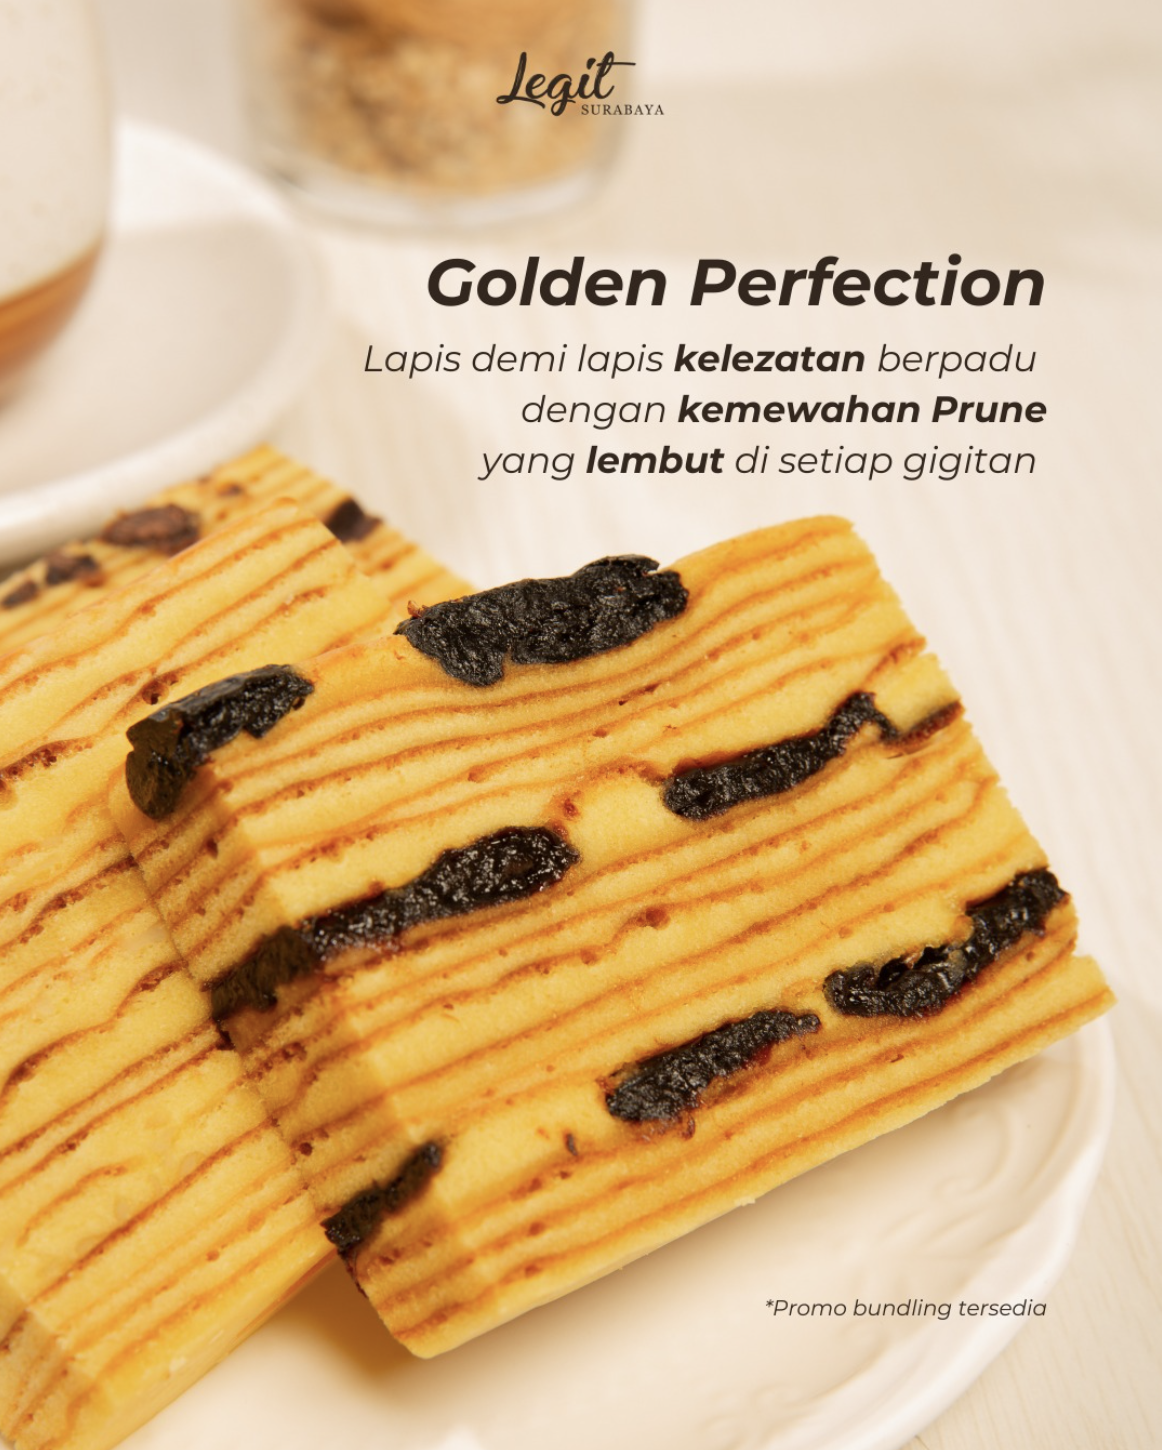 Legit
SURABAYA
Golden Perfection
Lapis demi lapis kelezatan berpadu
dengan kemewahan Prune
yang lembut di setiap gigitan
*Promo bundling tersedia